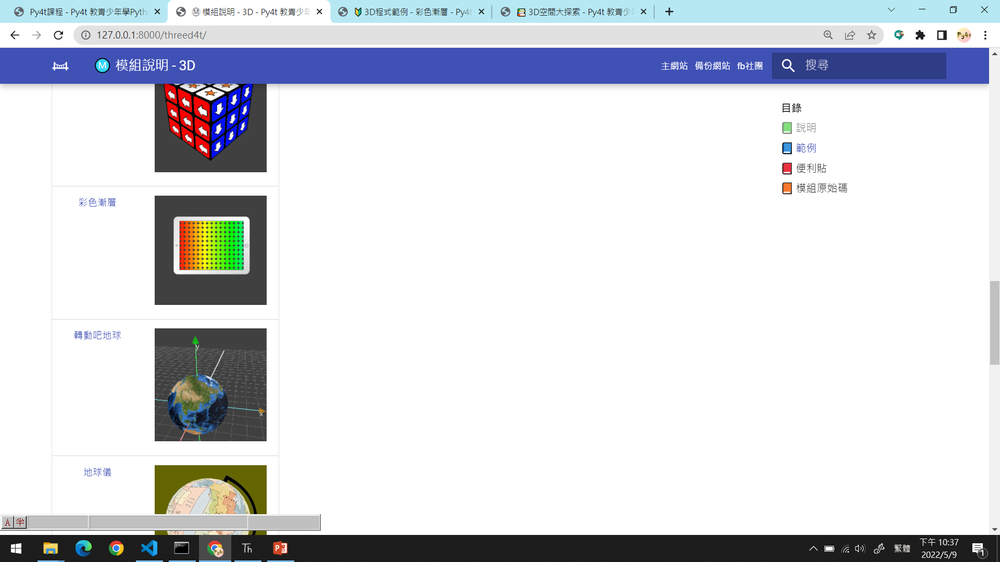 Py4t課程 - Py4t 教青少年學Pyth
Ⓜ 模組說明 - 3D - Py4t 教青少年
3D程式範例 - 彩色漸層 - Py4t
3D空間大探索 - Py4t 教青少年
127.0.0.1:8000/threed4t/
Py4t
M 模組說明 - 3D
主網站 備份網站 fb社團
搜尋
目錄
說明
範例
便利貼
模組原始碼
彩色漸層
轉動吧地球
y
z
x
地球儀
A 半
Th
繁體
下午 10:37
2022/5/9
1